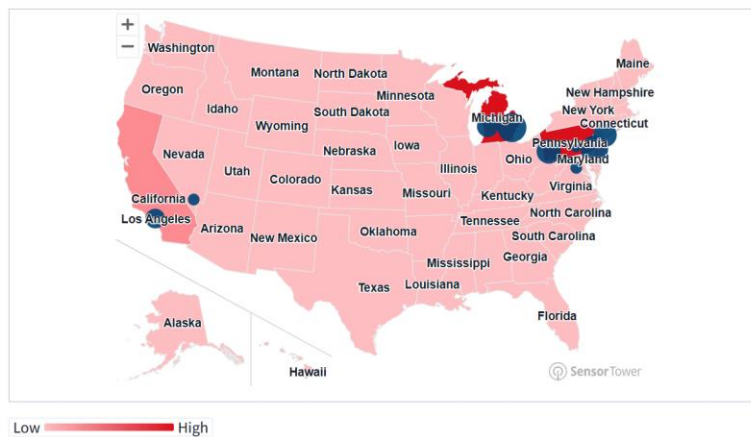 +
−
Washington
Maine
Montana
North Dakota
Minnesota
Oregon
New Hampshire
Idaho
South Dakota
Michigan
New York
Connecticut
Wyoming
Nebraska
Iowa
Pennsylvania
Nevada
Illinois
Ohio
Maryland
Utah
Colorado
Kansas
Missouri
Kentucky
Virginia
California
Los Angeles
Arizona
New Mexico
Oklahoma
Tennessee
North Carolina
South Carolina
Mississippi
Georgia
Texas
Louisiana
Florida
Alaska
Hawaii
SensorTower
Low
High